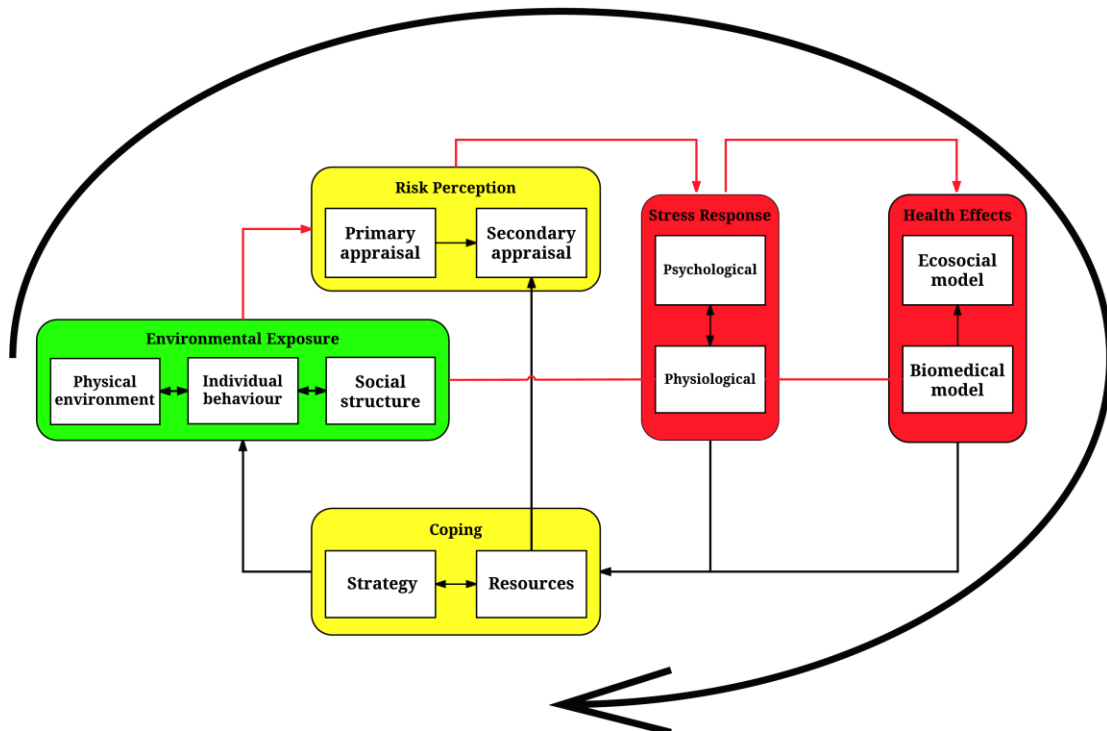 Risk Perception
Primary
appraisal
Secondary
appraisal
Stress Response
Psychological
Physiological
Health Effects
Ecosocial
model
Biomedical
model
Environmental Exposure
Physical
environment
Individual
behaviour
Social
structure
Coping
Strategy
Resources